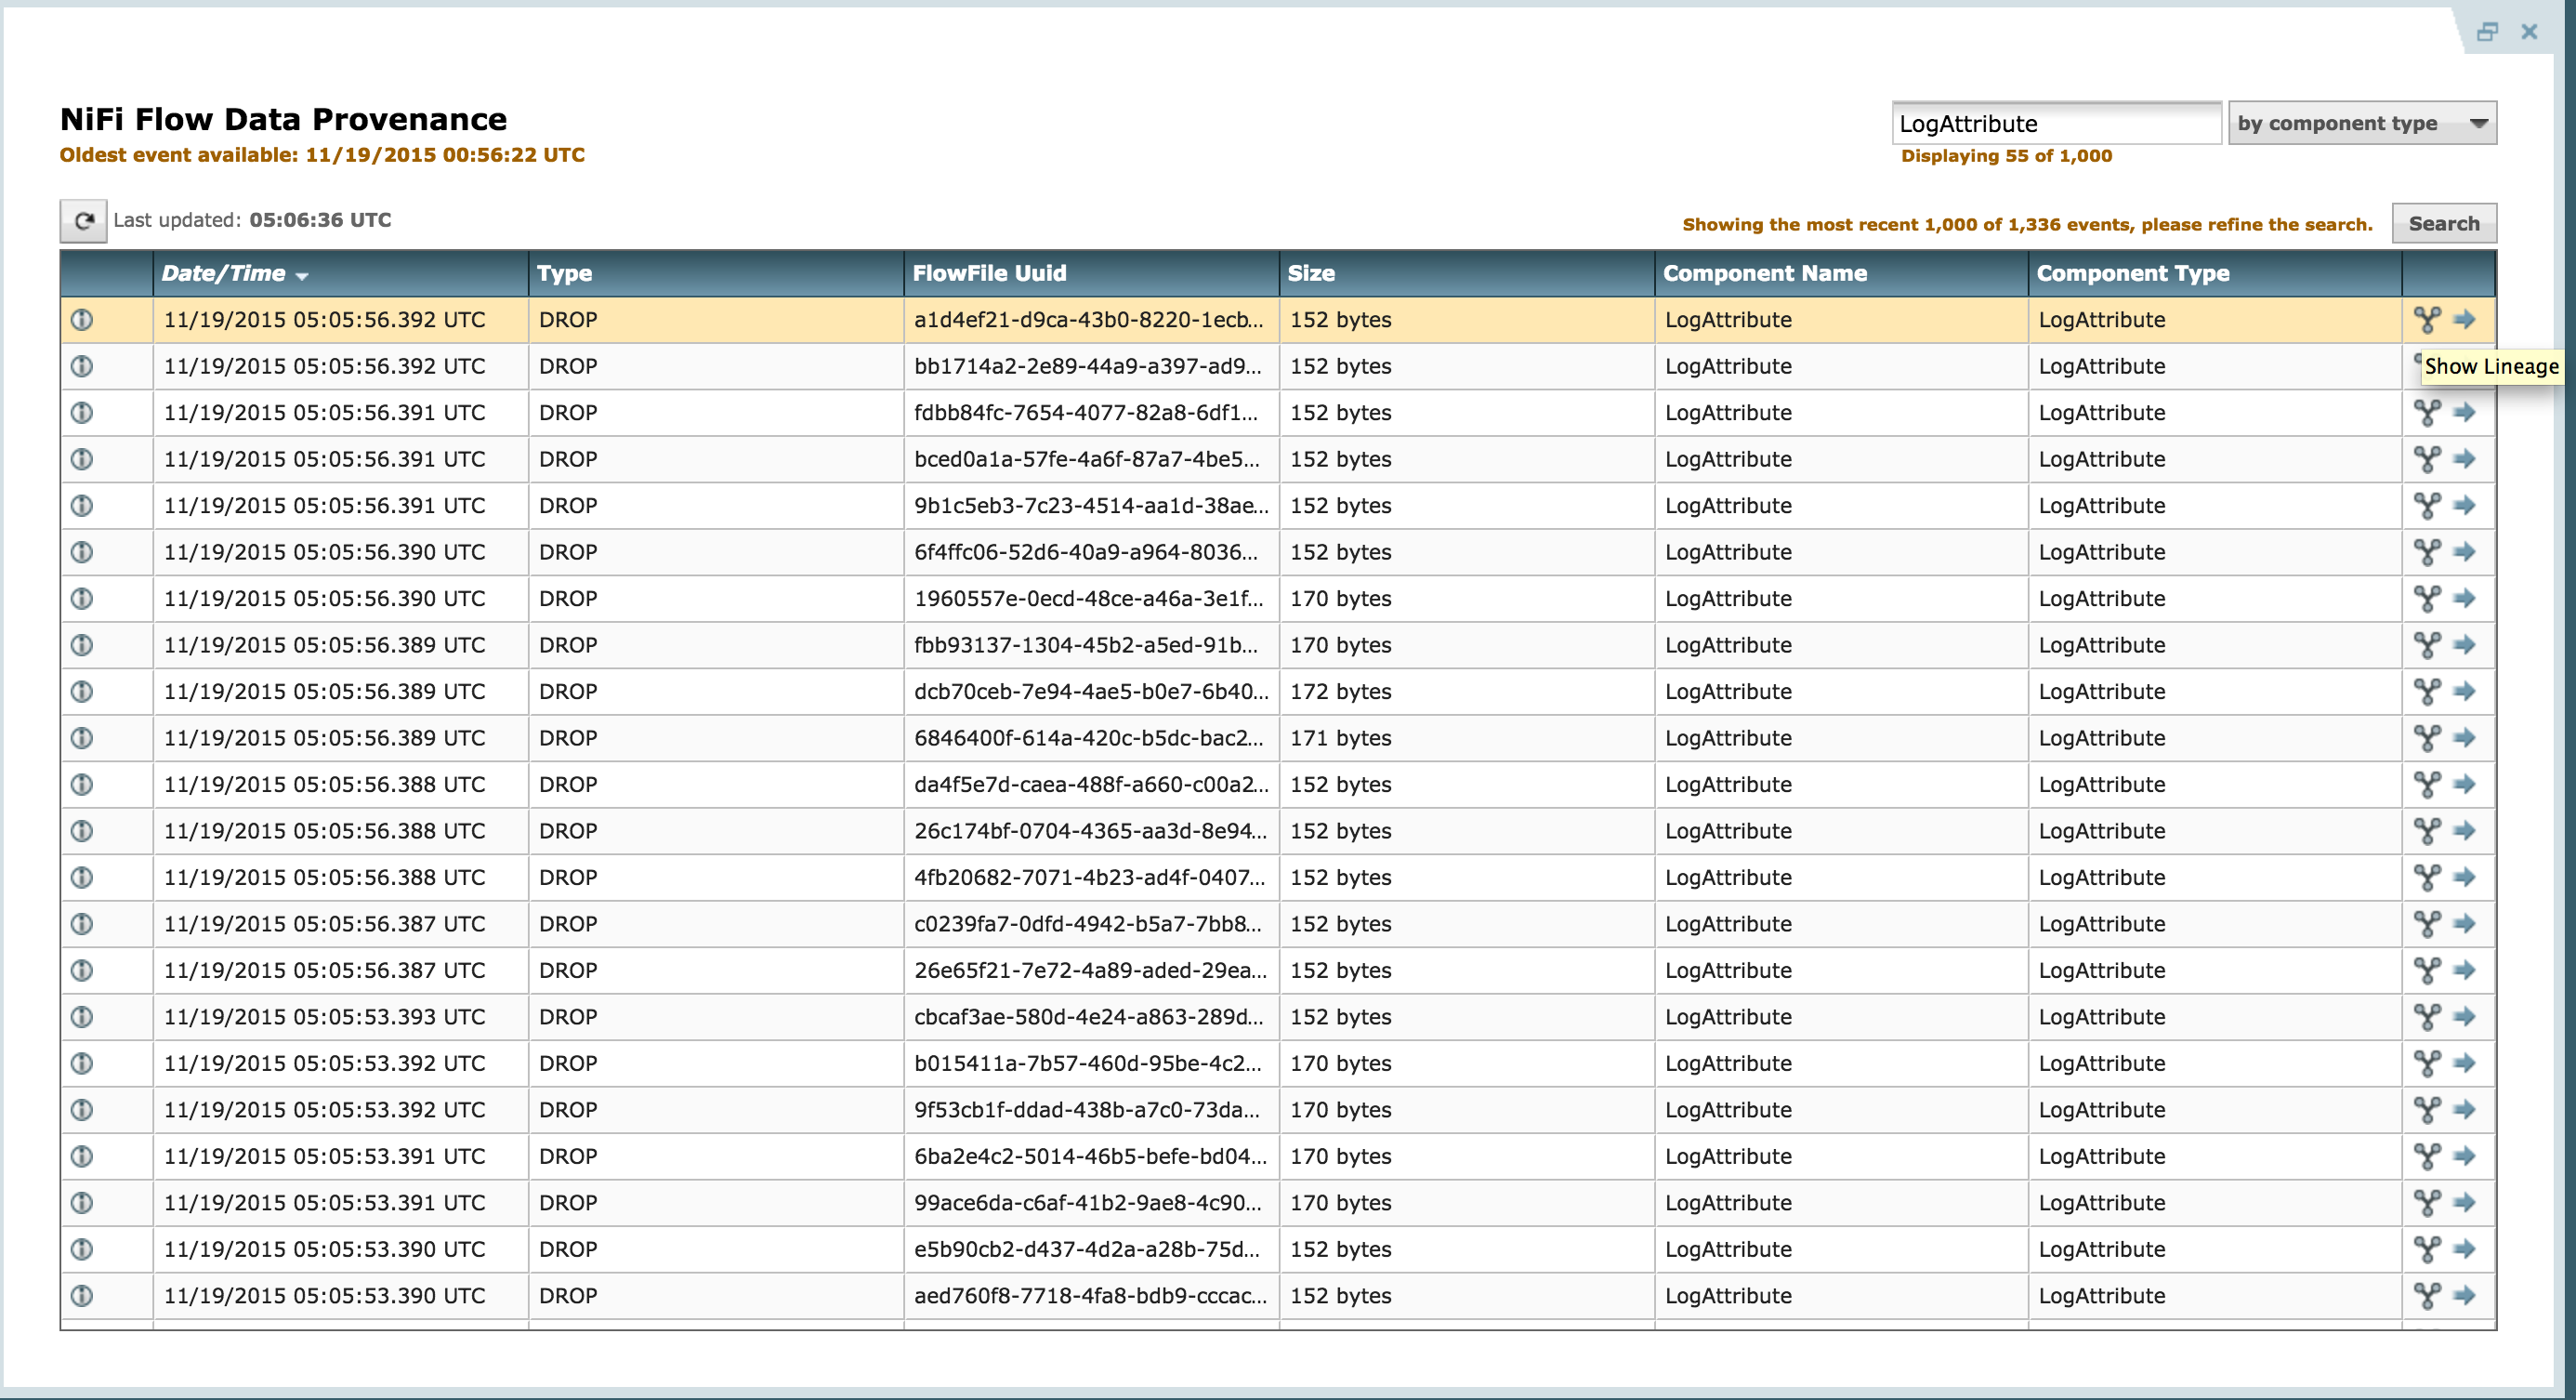 NiFi Flow Data Provenance
Oldest event available: 11/19/2015 00:56:22 UTC
LogAttribute by component type
Displaying 55 of 1,000
Last updated: 05:06:36 UTC
Showing the most recent 1,000 of 1,336 events, please refine the search. Search
Date/Time Type FlowFile Uuid Size Component Name Component Type
11/19/2015 05:05:56.392 UTC DROP a1d4ef21-d9ca-43b0-8220-1ecb... 152 bytes LogAttribute LogAttribute
11/19/2015 05:05:56.392 UTC DROP bb1714a2-2e89-44a9-a397-ad9... 152 bytes LogAttribute LogAttribute Show Lineage
11/19/2015 05:05:56.391 UTC DROP fdbb84fc-7654-4077-82a8-6df1... 152 bytes LogAttribute LogAttribute
11/19/2015 05:05:56.391 UTC DROP bced0a1a-57fe-4a6f-87a7-4be5... 152 bytes LogAttribute LogAttribute
11/19/2015 05:05:56.391 UTC DROP 9b1c5eb3-7c23-4514-aa1d-38ae... 152 bytes LogAttribute LogAttribute
11/19/2015 05:05:56.390 UTC DROP 6f4ffc06-52d6-40a9-a964-8036... 152 bytes LogAttribute LogAttribute
11/19/2015 05:05:56.390 UTC DROP 1960557e-0ecd-48ce-a46a-3e1f... 170 bytes LogAttribute LogAttribute
11/19/2015 05:05:56.389 UTC DROP fbb93137-1304-45b2-a5ed-91b... 170 bytes LogAttribute LogAttribute
11/19/2015 05:05:56.389 UTC DROP dcb70ceb-7e94-4ae5-b0e7-6b40... 172 bytes LogAttribute LogAttribute
11/19/2015 05:05:56.389 UTC DROP 6846400f-614a-420c-b5dc-bac2... 171 bytes LogAttribute LogAttribute
11/19/2015 05:05:56.388 UTC DROP da4f5e7d-caea-488f-a660-c00a2... 152 bytes LogAttribute LogAttribute
11/19/2015 05:05:56.388 UTC DROP 26c174bf-0704-4365-aa3d-8e94... 152 bytes LogAttribute LogAttribute
11/19/2015 05:05:56.388 UTC DROP 4fb20682-7071-4b23-ad4f-0407... 152 bytes LogAttribute LogAttribute
11/19/2015 05:05:56.387 UTC DROP c0239fa7-0dfd-4942-b5a7-7bb8... 152 bytes LogAttribute LogAttribute
11/19/2015 05:05:56.387 UTC DROP 26e65f21-7e72-4a89-aded-29ea... 152 bytes LogAttribute LogAttribute
11/19/2015 05:05:53.393 UTC DROP cbcaf3ae-580d-4e24-a863-289d... 152 bytes LogAttribute LogAttribute
11/19/2015 05:05:53.392 UTC DROP b015411a-7b57-460d-95be-4c2... 170 bytes LogAttribute LogAttribute
11/19/2015 05:05:53.392 UTC DROP 9f53cb1f-ddad-438b-a7c0-73da... 170 bytes LogAttribute LogAttribute
11/19/2015 05:05:53.391 UTC DROP 6ba2e4c2-5014-46b5-befe-bd04... 170 bytes LogAttribute LogAttribute
11/19/2015 05:05:53.391 UTC DROP 99ace6da-c6af-41b2-9ae8-4c90... 170 bytes LogAttribute LogAttribute
11/19/2015 05:05:53.390 UTC DROP e5b90cb2-d437-4d2a-a28b-75d... 152 bytes LogAttribute LogAttribute
11/19/2015 05:05:53.390 UTC DROP aed760f8-7718-4fa8-bdb9-cccac... 152 bytes LogAttribute LogAttribute